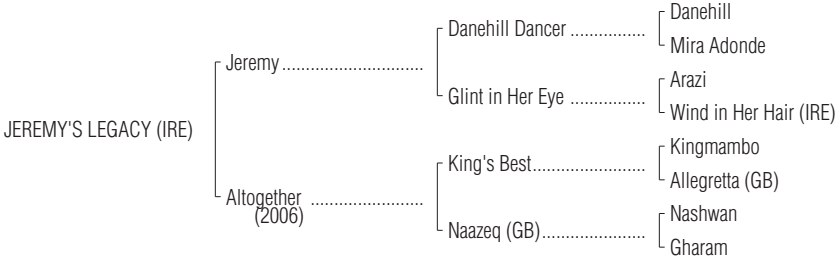 Danehill
Danehill Dancer ................
Mira Adonde
Jeremy .............................
Arazi
Glint in Her Eye ................
Wind in Her Hair (IRE)
JEREMY'S LEGACY (IRE)
Kingmambo
King's Best.......................
Allegretta (GB)
Altogether .......................
(2006)
Nashwan
Naazeq (GB).....................
Gharam